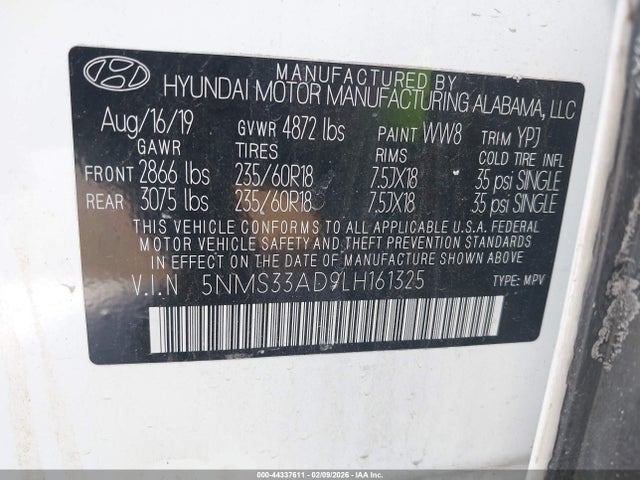 MANUFACTURED BY
HYUNDAI MOTOR MANUFACTURING ALABAMA, LLC
Aug/16/19 GVWR 4872 lbs PAINT WW8 TRIM YPJ
GAWR TIRES RIMS COLD TIRE INFL
FRONT 2866 lbs 235/60R18 7.5JX18 35 psi SINGLE
REAR 3075 lbs 235/60R18 7.5JX18 35 psi SINGLE
THIS VEHICLE CONFORMS TO ALL APPLICABLE U.S.A. FEDERAL
MOTOR VEHICLE SAFETY AND THEFT PREVENTION STANDARDS
IN EFFECT ON THE DATE OF MANUFACTURE SHOWN ABOVE.
V.I.N 5NMS33AD9LH161325 TYPE: MPV
000-44337611 - 02/09/2026 - IAAI.COM